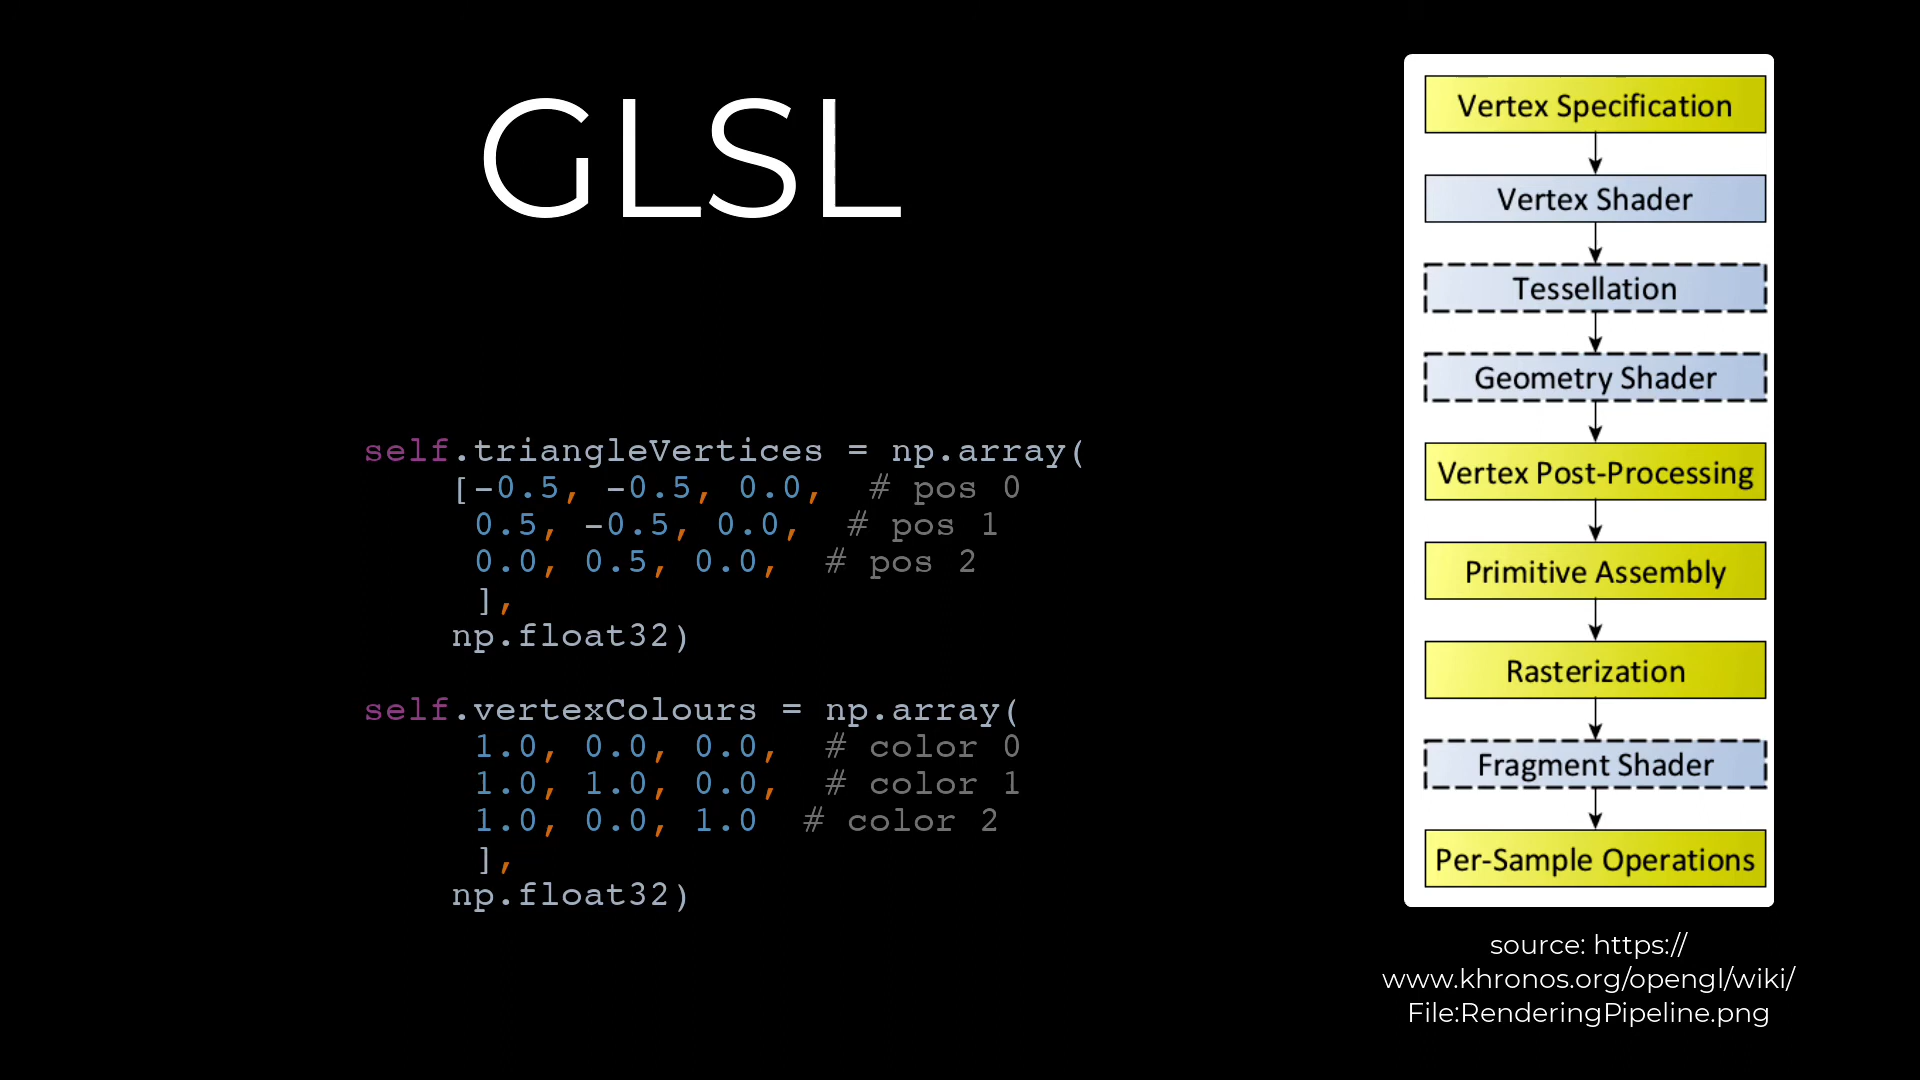 GLSL
self.triangleVertices = np.array(
[-0.5, -0.5, 0.0, # pos 0
0.5, -0.5, 0.0, # pos 1
0.0, 0.5, 0.0, # pos 2
],
np.float32)
self.vertexColours = np.array(
1.0, 0.0, 0.0, # color 0
1.0, 1.0, 0.0, # color 1
1.0, 0.0, 1.0 # color 2
],
np.float32)
Vertex Specification
Vertex Shader
Tessellation
Geometry Shader
Vertex Post-Processing
Primitive Assembly
Rasterization
Fragment Shader
Per-Sample Operations
source: https://
www.khronos.org/opengl/wiki/
File:RenderingPipeline.png